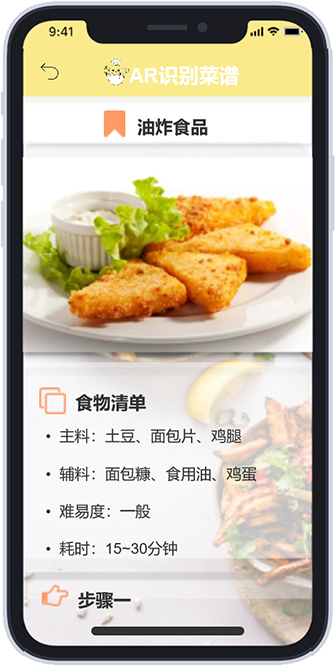 9:41
AR识别菜谱
油炸食品
食物清单
• 主料：土豆、面包片、鸡腿
• 辅料：面包糠、食用油、鸡蛋
• 难易度：一般
• 耗时：15~30分钟
步骤一